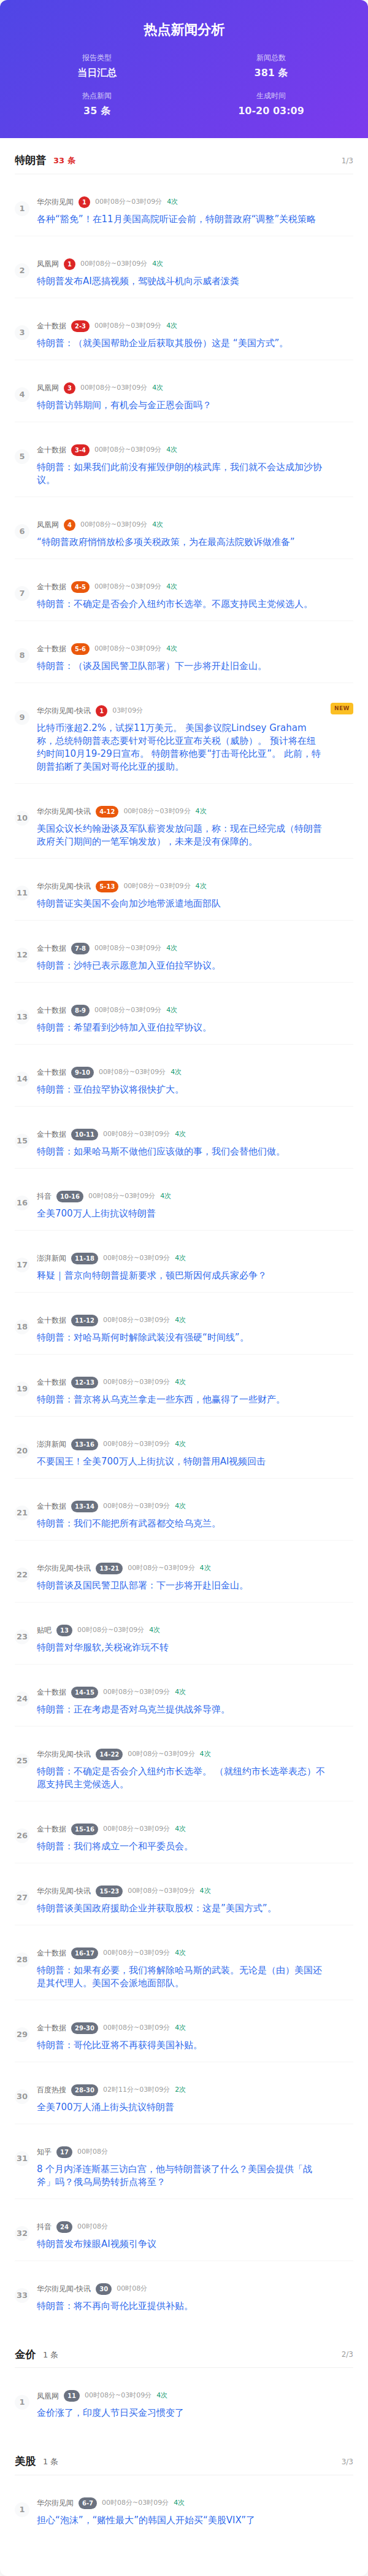 热点新闻分析
报告类型
当日汇总
新闻总数
381 条
热点新闻
35 条
生成时间
10-20 03:09
特朗普 33 条 1/3
1 华尔街见闻 1 00时08分~03时09分 4次
各种“豁免”！在11月美国高院听证会前，特朗普政府“调整”关税策略
2 凤凰网 1 00时08分~03时09分 4次
特朗普发布AI恶搞视频，驾驶战斗机向示威者泼粪
3 金十数据 2-3 00时08分~03时09分 4次
特朗普：（就美国帮助企业后获取其股份）这是 “美国方式”。
4 凤凰网 3 00时08分~03时09分 4次
特朗普访韩期间，有机会与金正恩会面吗？
5 金十数据 3-4 00时08分~03时09分 4次
特朗普：如果我们此前没有摧毁伊朗的核武库，我们就不会达成加沙协
议。
6 凤凰网 4 00时08分~03时09分 4次
“特朗普政府悄悄放松多项关税政策，为在最高法院败诉做准备”
7 金十数据 4-5 00时08分~03时09分 4次
特朗普：不确定是否会介入纽约市长选举。不愿支持民主党候选人。
8 金十数据 5-6 00时08分~03时09分 4次
特朗普：（谈及国民警卫队部署）下一步将开赴旧金山。
9 华尔街见闻-快讯 1 03时09分 NEW
比特币涨超2.2%，试探11万美元。 美国参议院Lindsey Graham
称，总统特朗普表态要针对哥伦比亚宣布关税（威胁）。 预计将在纽
约时间10月19-29日宣布。 特朗普称他要“打击哥伦比亚”。 此前，特
朗普掐断了美国对哥伦比亚的援助。
10 华尔街见闻-快讯 4-12 00时08分~03时09分 4次
美国众议长约翰逊谈及军队薪资发放问题，称：现在已经完成（特朗普
政府关门期间的一笔军饷发放），未来是没有保障的。
11 华尔街见闻-快讯 5-13 00时08分~03时09分 4次
特朗普证实美国不会向加沙地带派遣地面部队
12 金十数据 7-8 00时08分~03时09分 4次
特朗普：沙特已表示愿意加入亚伯拉罕协议。
13 金十数据 8-9 00时08分~03时09分 4次
特朗普：希望看到沙特加入亚伯拉罕协议。
14 金十数据 9-10 00时08分~03时09分 4次
特朗普：亚伯拉罕协议将很快扩大。
15 金十数据 10-11 00时08分~03时09分 4次
特朗普：如果哈马斯不做他们应该做的事，我们会替他们做。
16 抖音 10-16 00时08分~03时09分 4次
全美700万人上街抗议特朗普
17 澎湃新闻 11-18 00时08分~03时09分 4次
释疑｜普京向特朗普提新要求，顿巴斯因何成兵家必争？
18 金十数据 11-12 00时08分~03时09分 4次
特朗普：对哈马斯何时解除武装没有强硬“时间线”。
19 金十数据 12-13 00时08分~03时09分 4次
特朗普：普京将从乌克兰拿走一些东西，他赢得了一些财产。
20 澎湃新闻 13-16 00时08分~03时09分 4次
不要国王！全美700万人上街抗议，特朗普用AI视频回击
21 金十数据 13-14 00时08分~03时09分 4次
特朗普：我们不能把所有武器都交给乌克兰。
22 华尔街见闻-快讯 13-21 00时08分~03时09分 4次
特朗普谈及国民警卫队部署：下一步将开赴旧金山。
23 贴吧 13 00时08分~03时09分 4次
特朗普对华服软,关税讹诈玩不转
24 金十数据 14-15 00时08分~03时09分 4次
特朗普：正在考虑是否对乌克兰提供战斧导弹。
25 华尔街见闻-快讯 14-22 00时08分~03时09分 4次
特朗普：不确定是否会介入纽约市长选举。 （就纽约市长选举表态）不
愿支持民主党候选人。
26 金十数据 15-16 00时08分~03时09分 4次
特朗普：我们将成立一个和平委员会。
27 华尔街见闻-快讯 15-23 00时08分~03时09分 4次
特朗普谈美国政府援助企业并获取股权：这是“美国方式”。
28 金十数据 16-17 00时08分~03时09分 4次
特朗普：如果有必要，我们将解除哈马斯的武装。无论是（由）美国还
是其代理人。美国不会派地面部队。
29 金十数据 29-30 00时08分~03时09分 4次
特朗普：哥伦比亚将不再获得美国补贴。
30 百度热搜 28-30 02时11分~03时09分 2次
全美700万人涌上街头抗议特朗普
31 知乎 17 00时08分
8 个月内泽连斯基三访白宫，他与特朗普谈了什么？美国会提供「战
斧」吗？俄乌局势转折点将至？
32 抖音 24 00时08分
特朗普发布辣眼AI视频引争议
33 华尔街见闻-快讯 30 00时08分
特朗普：将不再向哥伦比亚提供补贴。
金价 1 条 2/3
1 凤凰网 11 00时08分~03时09分 4次
金价涨了，印度人节日买金习惯变了
美股 1 条 3/3
1 华尔街见闻 6-7 00时08分~03时09分 4次
担心“泡沫”，“赌性最大”的韩国人开始买“美股VIX”了